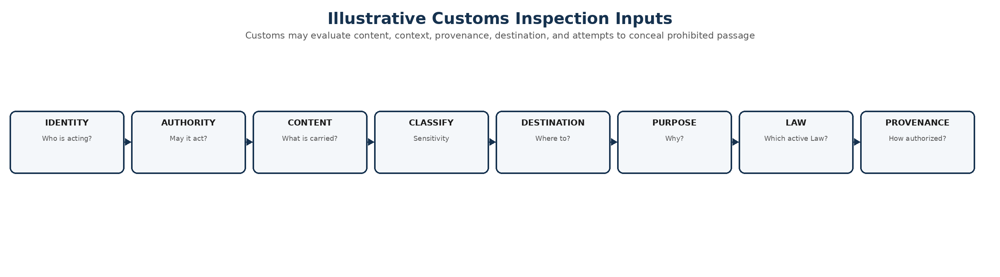 Illustrative Customs Inspection Inputs
Customs may evaluate content, context, provenance, destination, and attempts to conceal prohibited passage
IDENTITY
Who is acting?
AUTHORITY
May it act?
CONTENT
What is carried?
CLASSIFY
Sensitivity
DESTINATION
Where to?
PURPOSE
Why?
LAW
Which active Law?
PROVENANCE
How authorized?